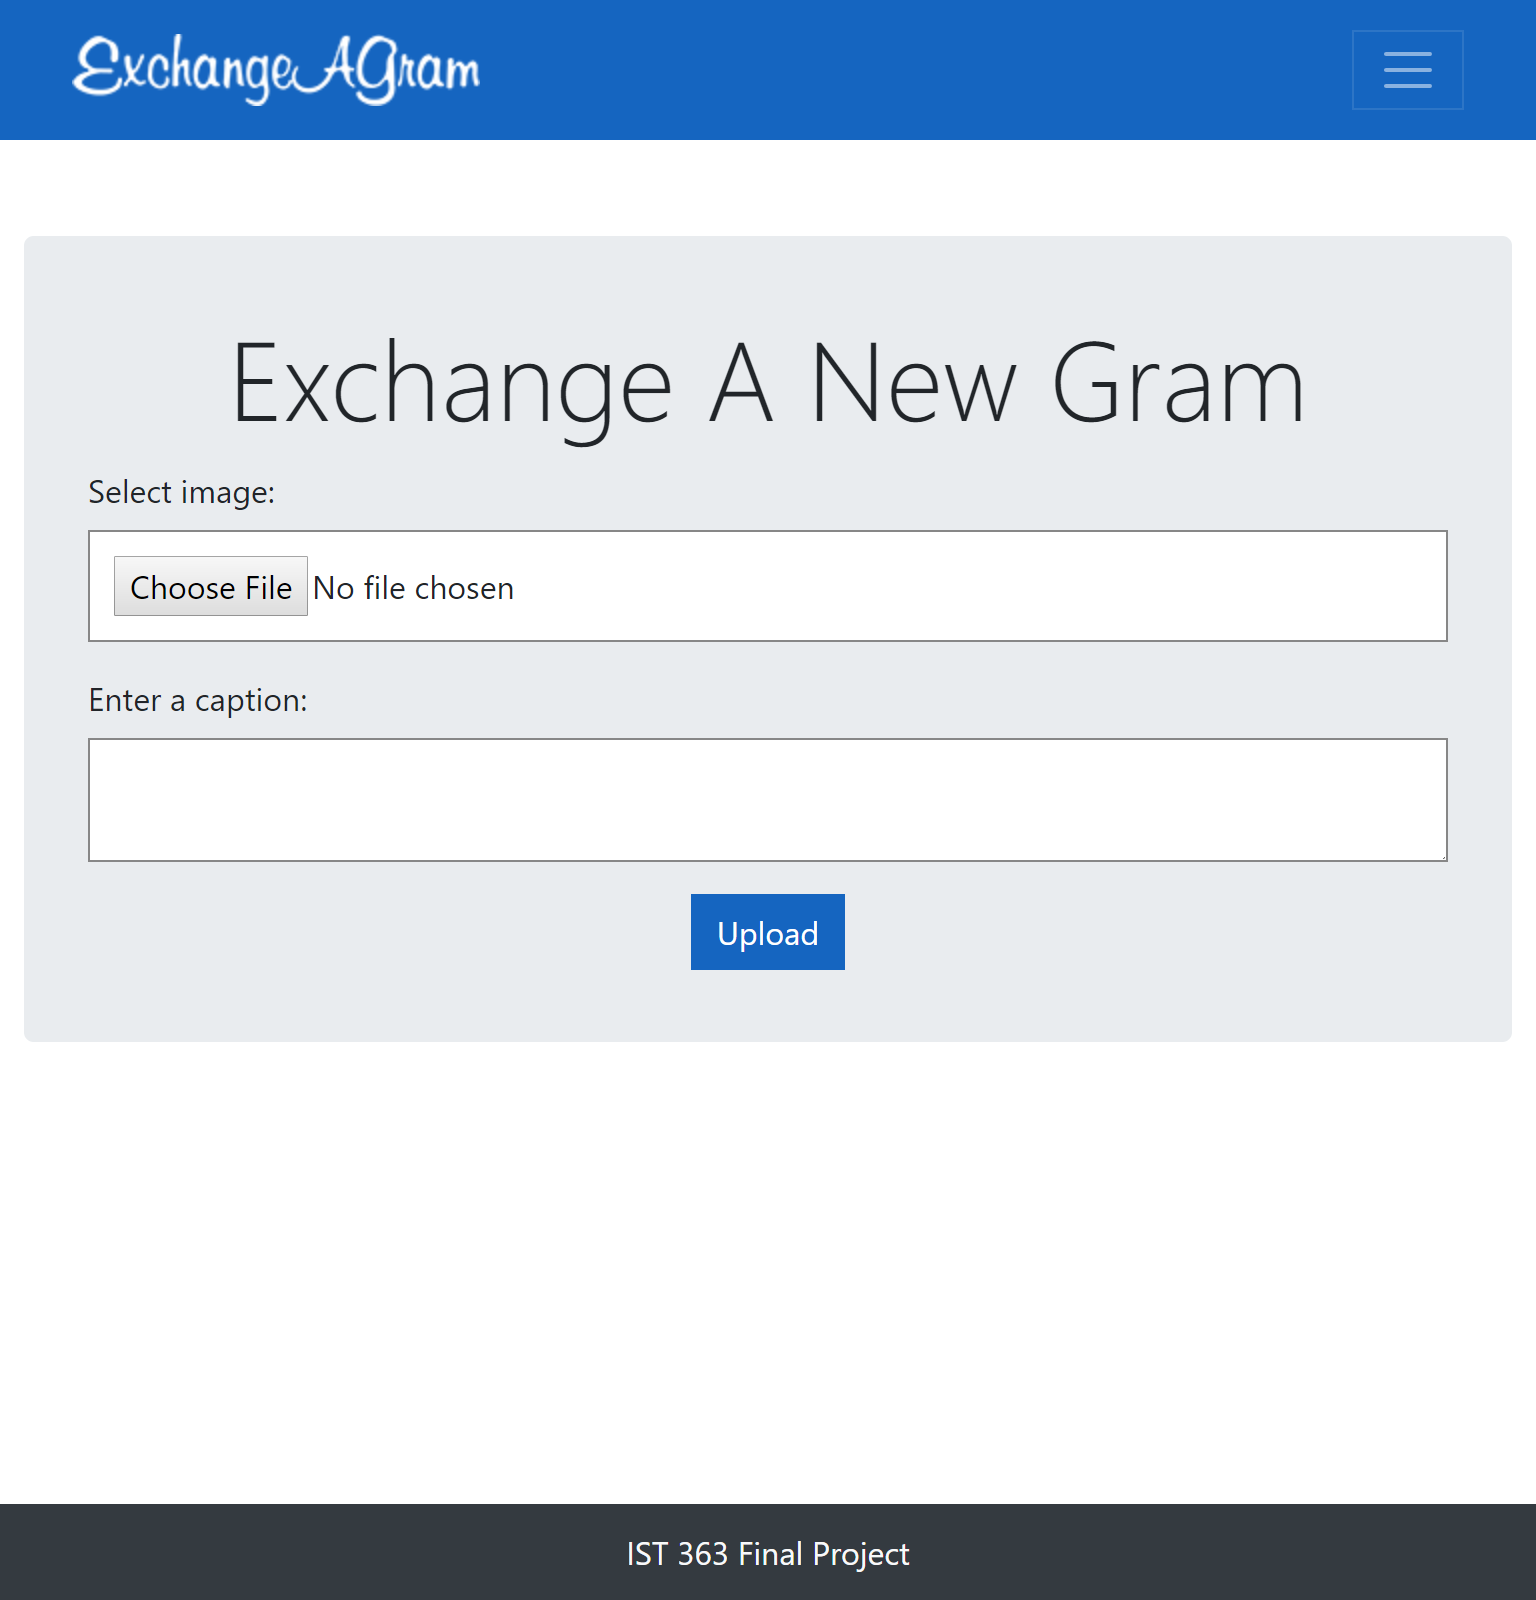 ExchangeAGram
Exchange A New Gram
Select image:
Choose File No file chosen
Enter a caption:
Upload
IST 363 Final Project